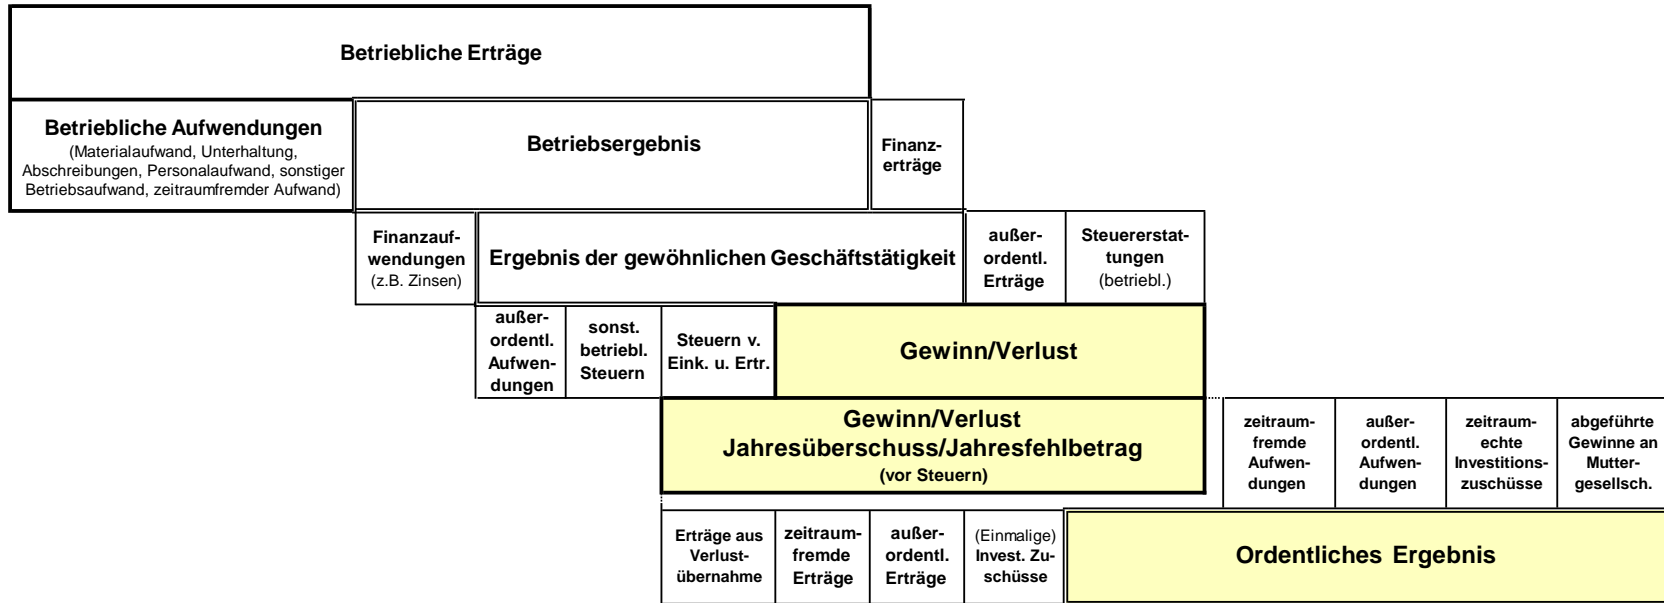 Betriebliche Erträge
Betriebliche Aufwendungen
(Materialaufwand, Unterhaltung,
Abschreibungen, Personalaufwand, sonstiger
Betriebsaufwand, zeitraumfremder Aufwand)
Betriebsergebnis
Finanz-
erträge
Finanzauf-
wendungen
(z.B. Zinsen)
Ergebnis der gewöhnlichen Geschäftstätigkeit
außer-
ordentl.
Erträge
Steuererstat-
tungen
(betriebl.)
außer-
ordentl.
Aufwen-
dungen
sonst.
betriebl.
Steuern
Steuern v.
Eink. u. Ertr.
Gewinn/Verlust
Gewinn/Verlust
Jahresüberschuss/Jahresfehlbetrag
(vor Steuern)
zeitraum-
fremde
Aufwen-
dungen
außer-
ordentl.
Aufwen-
dungen
zeitraum-
echte
Investitions-
zuschüsse
abgeführte
Gewinne an
Mutter-
gesellsch.
Erträge aus
Verlust-
übernahme
zeitraum-
fremde
Erträge
außer-
ordentl.
Erträge
(Einmalige)
Invest. Zu-
schüsse
Ordentliches Ergebnis